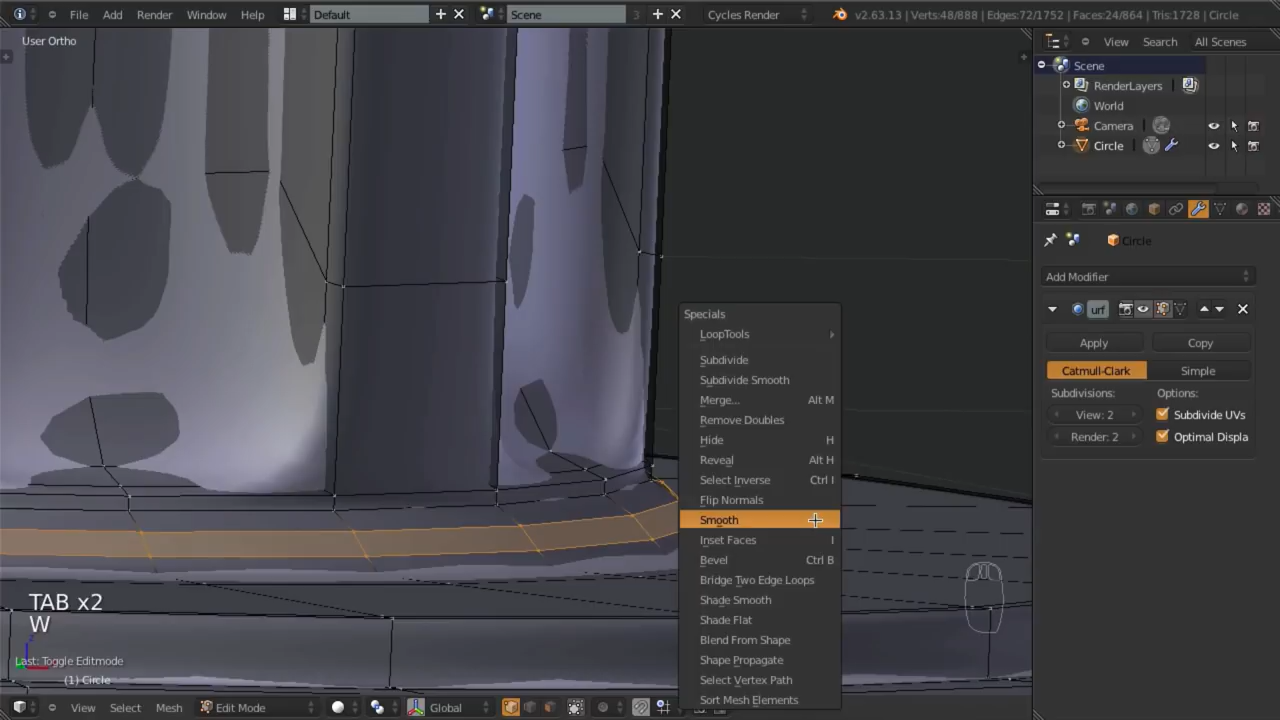 File Add Render Window Help Default Scene 3 Cycles Render v2.63.13 | Verts:48/888 | Edges:72/1752 | Faces:24/864 | Tris:1728 | Circle
User Ortho
View Search All Scenes
Scene
RenderLayers
World
Camera
Circle
Circle
Add Modifier
urf
Apply Copy
Catmull-Clark Simple
Subdivisions: Options:
View: 2 Subdivide UVs
Render: 2 Optimal Displa
Specials
LoopTools
Subdivide
Subdivide Smooth
Merge... Alt M
Remove Doubles
Hide H
Reveal Alt H
Select Inverse Ctrl I
Flip Normals
Smooth
Inset Faces I
Bevel Ctrl B
Bridge Two Edge Loops
Shade Smooth
Shade Flat
Blend From Shape
Shape Propagate
Select Vertex Path
Sort Mesh Elements
TAB x2
W
Last: Toggle Editmode
(1) Circle
View Select Mesh Edit Mode Global